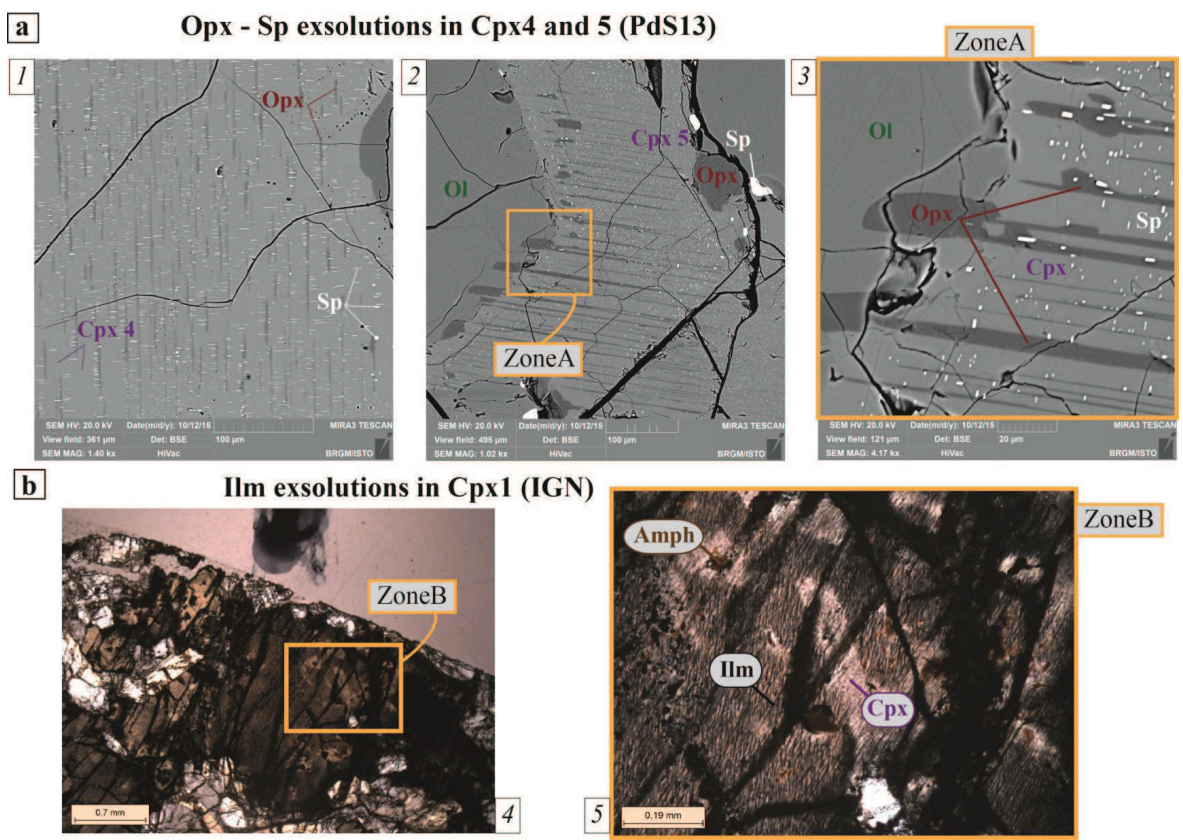 a
Opx - Sp exsolutions in Cpx4 and 5 (PdS13)
1
Opx
Sp
Cpx 4
SEM HV: 20.0 kV Date(m/d/y): 10/12/15 MIRA3 TESCAN
View field: 361 µm Det: BSE 100 µm
SEM MAG: 1.40 kx HiVac BRGM/ISTO
2
Cpx 5
Sp
Ol
Opx
ZoneA
SEM HV: 20.0 kV Date(m/d/y): 10/12/15 MIRA3 TESCAN
View field: 495 µm Det: BSE 100 µm
SEM MAG: 1.02 kx HiVac BRGM/ISTO
ZoneA
3
Ol
Opx
Sp
Cpx
SEM HV: 20.0 kV Date(m/d/y): 10/12/15 MIRA3 TESCAN
View field: 121 µm Det: BSE 20 µm
SEM MAG: 4.17 kx HiVac BRGM/ISTO
b
Ilm exsolutions in Cpx1 (IGN)
ZoneB
0,7 mm
4
ZoneB
Amph
Ilm
Cpx
0,19 mm
5